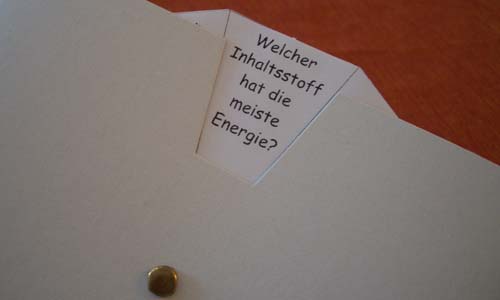 Welcher
Inhaltsstoff
hat die
meiste
Energie?